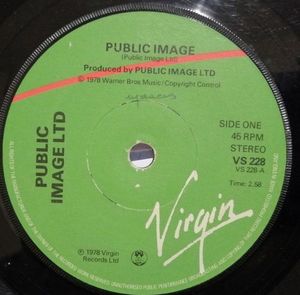 PUBLIC IMAGE
(Public Image Ltd)
Produced by PUBLIC IMAGE LTD
℗ 1978 Warner Bros Music/Copyright Control
PUBLIC
IMAGE LTD
SIDE ONE
45 RPM
STEREO
VS 228
VS 228-A
Time: 2.58
Virgin
℗ 1978 Virgin
Records Ltd